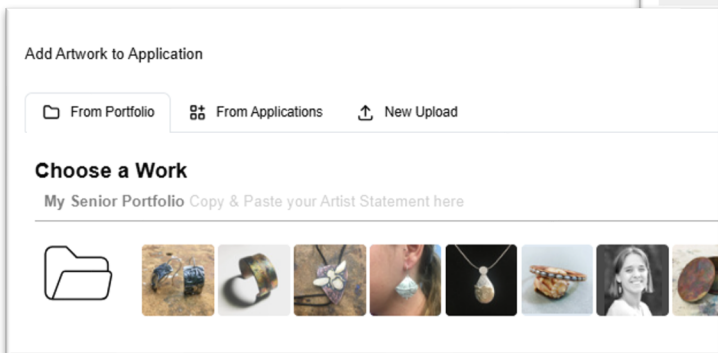 Add Artwork to Application
From Portfolio From Applications New Upload
Choose a Work
My Senior Portfolio Copy & Paste your Artist Statement here